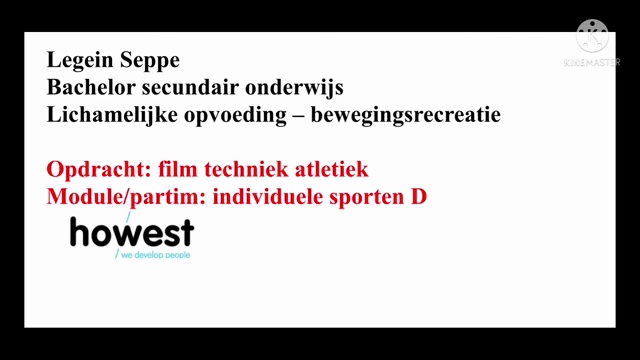 KINEMASTER
Legein Seppe
Bachelor secundair onderwijs
Lichamelijke opvoeding – bewegingsrecreatie
Opdracht: film techniek atletiek
Module/partim: individuele sporten D
howest
we develop people